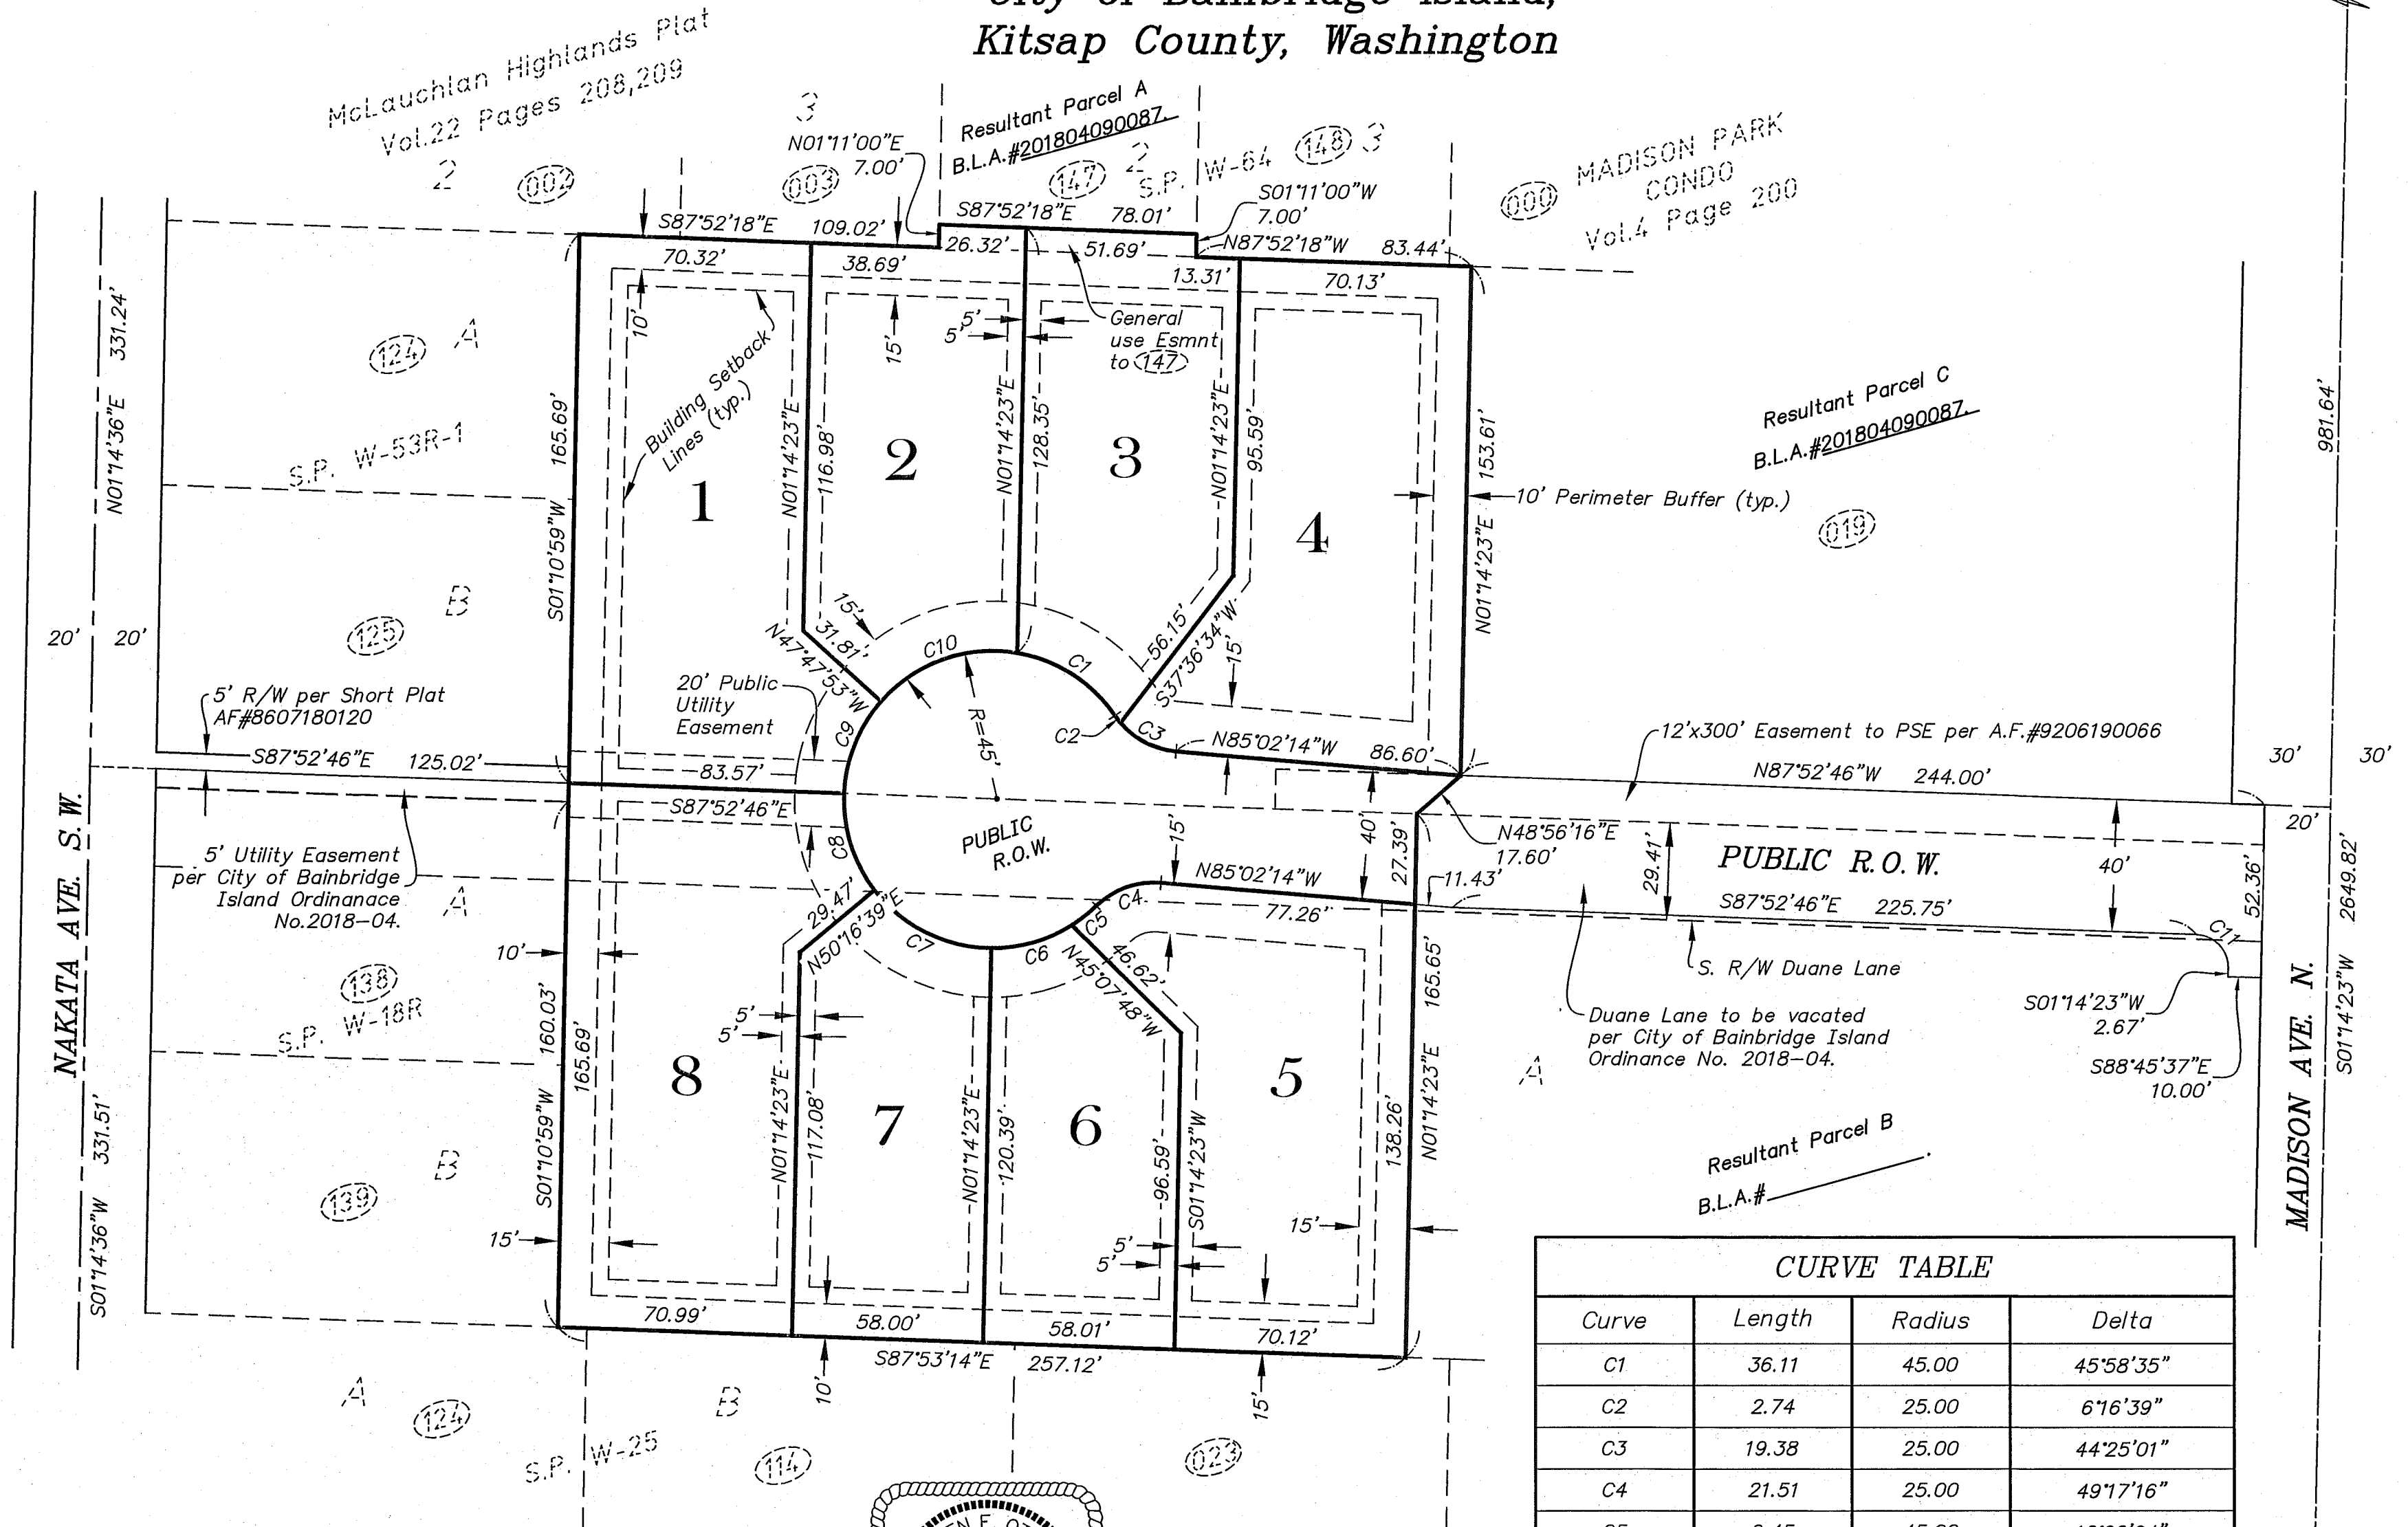 City of Bainbridge Island,
Kitsap County, Washington
McLauchlan Highlands Plat
Vol.22 Pages 208,209
2
002
3
003
N01°11'00"E
7.00'
Resultant Parcel A
B.L.A.#201804090087.
147
2
S.P. W-64
148
3
S01°11'00"W
7.00'
000
MADISON PARK
CONDO
Vol.4 Page 200
S87°52'18"E 109.02'
S87°52'18"E 78.01'
N87°52'18"W 83.44'
70.32'
38.69'
26.32'
51.69'
13.31'
70.13'
N01°14'36"E 331.24'
124
A
S.P. W-53R-1
B
125
S01°10'59"W 165.69'
10'
Building Setback
Lines (typ.)
1
N01°14'23"E
116.98'
15'
2
5'
5'
N01°14'23"E
128.35'
General
use Esmnt
to 147
3
N01°14'23"E
95.59'
4
153.61'
N01°14'23"E
10' Perimeter Buffer (typ.)
Resultant Parcel C
B.L.A.#201804090087.
019
981.64'
20'
20'
5' R/W per Short Plat
AF#8607180120
S87°52'46"E 125.02'
20' Public
Utility
Easement
15'
31.81'
N47°47'53"W
C10
C1
C2
C3
C9
R=45'
56.15'
S37°36'34"W
15'
N85°02'14"W 86.60'
12'x300' Easement to PSE per A.F.#9206190066
N87°52'46"W 244.00'
30'
30'
83.57'
S87°52'46"E
C8
PUBLIC
R.O.W.
15'
40'
27.39'
N48°56'16"E
17.60'
29.41'
PUBLIC R.O.W.
40'
20'
52.36'
2649.82'
S01°14'23"W
5' Utility Easement
per City of Bainbridge
Island Ordinanace
No.2018-04.
A
NAKATA AVE. S.W.
138
S.P. W-18R
B
139
S01°14'36"W 331.51'
29.47'
N50°16'39"E
C7
C6
C5
C4
N85°02'14"W
77.26'
11.43'
S87°52'46"E 225.75'
C11
46.62'
N45°07'48"W
S. R/W Duane Lane
S01°14'23"W
2.67'
S88°45'37"E
10.00'
Duane Lane to be vacated
per City of Bainbridge Island
Ordinance No. 2018-04.
MADISON AVE. N.
10'
S01°10'59"W 160.03'
165.69'
15'
8
5'
5'
N01°14'23"E
117.08'
7
N01°14'23"E
120.39'
6
96.59'
S01°14'23"W
5'
5'
5
15'
138.26'
N01°14'23"E 165.65'
A
Resultant Parcel B
B.L.A.#
70.99'
58.00'
58.01'
70.12'
S87°53'14"E 257.12'
10'
15'
A
124
S.P. W-25
B
114
023
CURVE TABLE
Curve Length Radius Delta
C1 36.11 45.00 45°58'35"
C2 2.74 25.00 6°16'39"
C3 19.38 25.00 44°25'01"
C4 21.51 25.00 49°17'16"